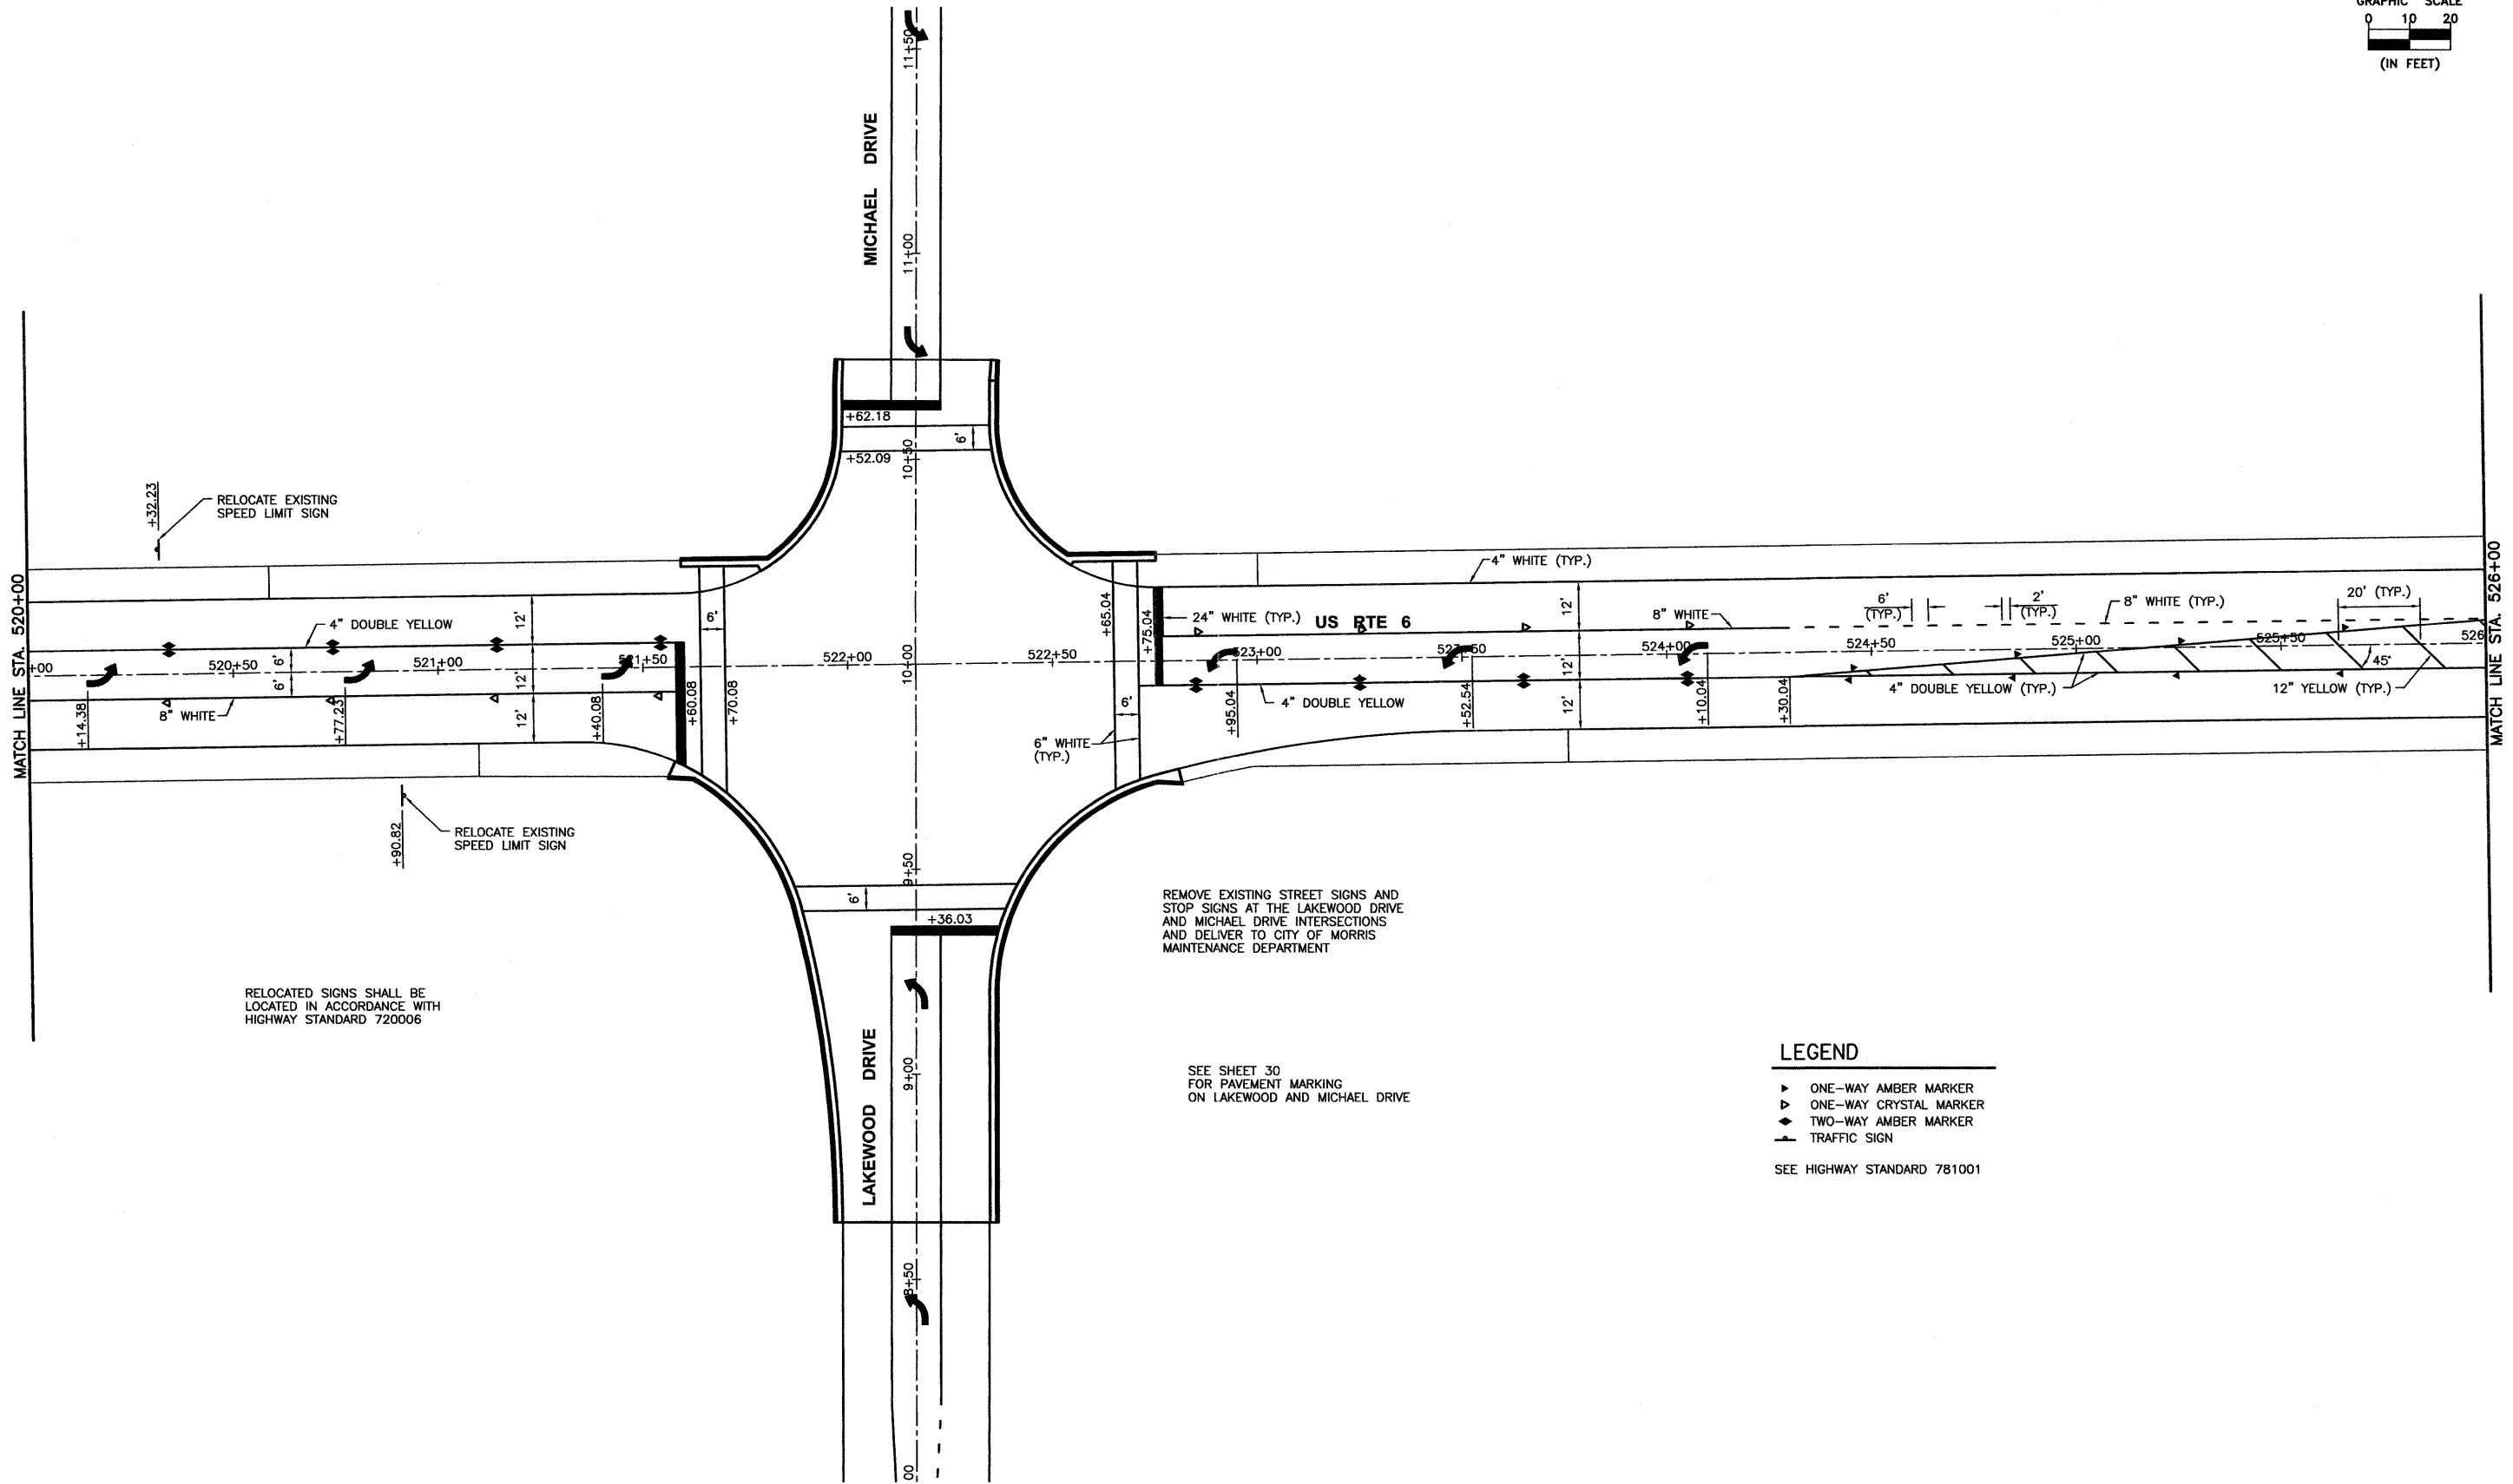 GRAPHIC SCALE
0 10 20
(IN FEET)
11+50
MICHAEL DRIVE
11+00
+62.18
6'
+52.09
10+50
+32.23
RELOCATE EXISTING
SPEED LIMIT SIGN
MATCH LINE STA. 520+00
4" DOUBLE YELLOW
12'
6'
+00
520+50
6'
6'
521+00
12'
521+50
522+00
10+00
522+50
8" WHITE
12'
+14.38
+77.23
+40.08
+60.08
+70.08
+90.82
RELOCATE EXISTING
SPEED LIMIT SIGN
+65.04
+75.04
24" WHITE (TYP.)
US RTE 6
4" WHITE (TYP.)
12'
8" WHITE
6'
(TYP.)
2'
(TYP.)
8" WHITE (TYP.)
20' (TYP.)
MATCH LINE STA. 526+00
523+00
523+50
524+00
524+50
525+00
525+50
526
12'
12'
45°
6'
4" DOUBLE YELLOW
4" DOUBLE YELLOW (TYP.)
12" YELLOW (TYP.)
+95.04
+52.54
+10.04
+30.04
6" WHITE
(TYP.)
9+50
6'
+36.03
REMOVE EXISTING STREET SIGNS AND
STOP SIGNS AT THE LAKEWOOD DRIVE
AND MICHAEL DRIVE INTERSECTIONS
AND DELIVER TO CITY OF MORRIS
MAINTENANCE DEPARTMENT
RELOCATED SIGNS SHALL BE
LOCATED IN ACCORDANCE WITH
HIGHWAY STANDARD 720006
LAKEWOOD DRIVE
9+00
SEE SHEET 30
FOR PAVEMENT MARKING
ON LAKEWOOD AND MICHAEL DRIVE
LEGEND
ONE-WAY AMBER MARKER
ONE-WAY CRYSTAL MARKER
TWO-WAY AMBER MARKER
TRAFFIC SIGN
SEE HIGHWAY STANDARD 781001
8+50
00